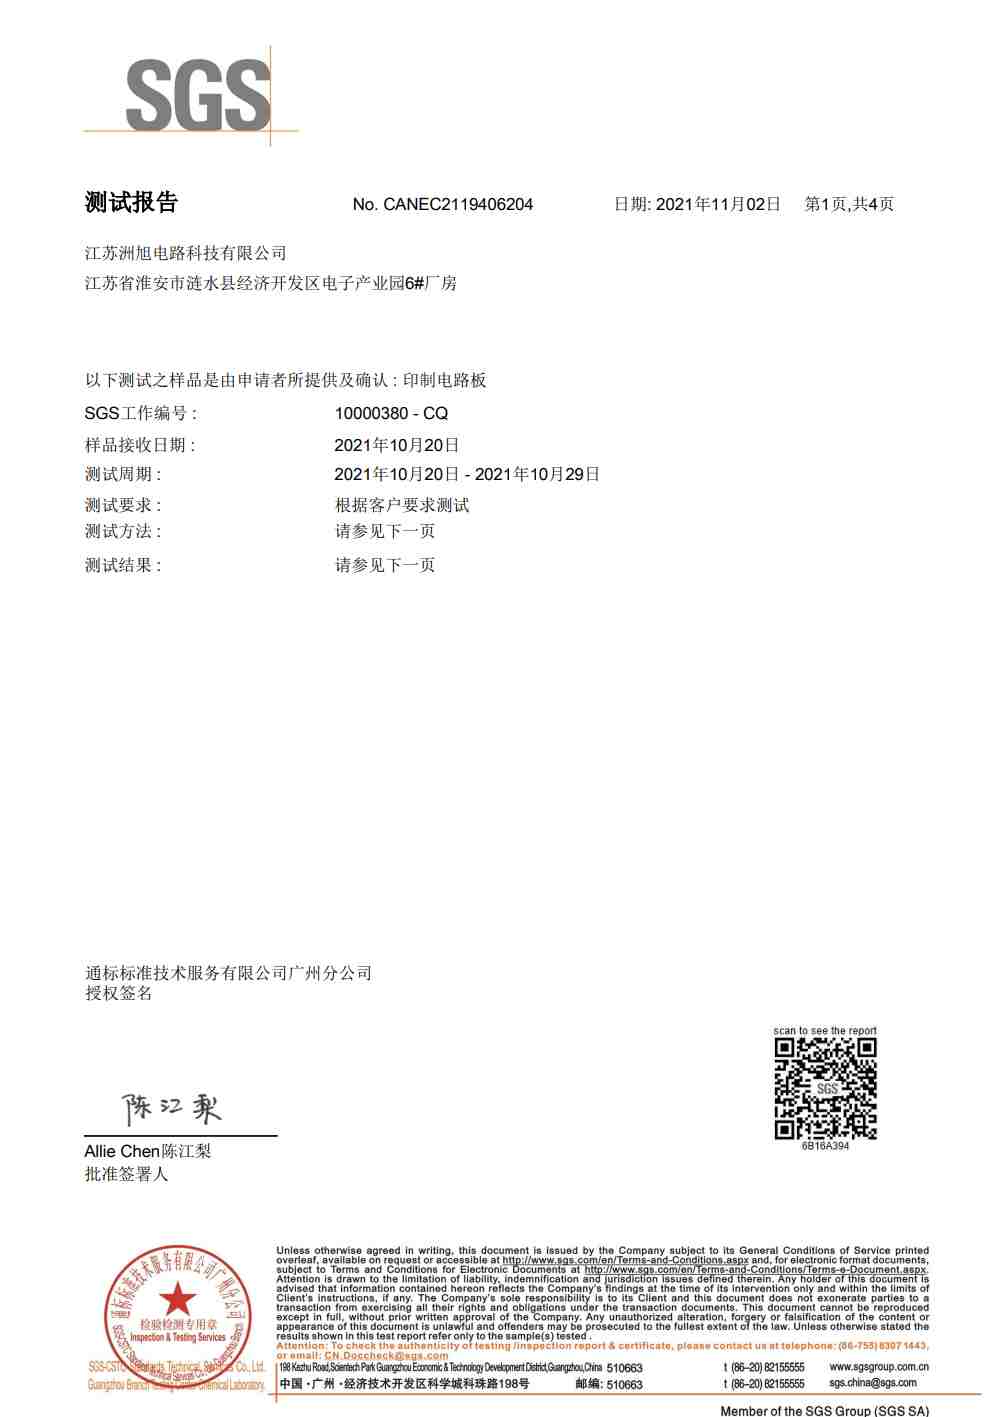 SGS
测试报告 No. CANEC2119406204 日期: 2021年11月02日 第1页,共4页
江苏洲旭电路科技有限公司
江苏省淮安市涟水县经济开发区电子产业园6#厂房
以下测试之样品是由申请者所提供及确认 : 印制电路板
SGS工作编号 : 10000380 - CQ
样品接收日期 : 2021年10月20日
测试周期 : 2021年10月20日 - 2021年10月29日
测试要求 : 根据客户要求测试
测试方法 : 请参见下一页
测试结果 : 请参见下一页
通标标准技术服务有限公司广州分公司
授权签名
scan to see the report
SGS
6B16A394
陈江梨
Allie Chen陈江梨
批准签署人
通标标准技术服务有限公司广州分公司
检验检测专用章
Inspection & Testing Services
SGS-CSTC Standards Technical Services Co., Ltd.
Guangzhou Branch Testing Center Chemical Laboratory.
Unless otherwise agreed in writing, this document is issued by the Company subject to its General Conditions of Service printed
overleaf, available on request or accessible at http://www.sgs.com/en/Terms-and-Conditions.aspx and, for electronic format documents,
subject to Terms and Conditions for Electronic Documents at http://www.sgs.com/en/Terms-and-Conditions/Terms-e-Document.aspx.
Attention is drawn to the limitation of liability, indemnification and jurisdiction issues defined therein. Any holder of this document is
advised that information contained hereon reflects the Company's findings at the time of its intervention only and within the limits of
Client's instructions, if any. The Company's sole responsibility is to its Client and this document does not exonerate parties to a
transaction from exercising all their rights and obligations under the transaction documents. This document cannot be reproduced
except in full, without prior written approval of the Company. Any unauthorized alteration, forgery or falsification of the content or
appearance of this document is unlawful and offenders may be prosecuted to the fullest extent of the law. Unless otherwise stated the
results shown in this test report refer only to the sample(s) tested .
Attention: To check the authenticity of testing /inspection report & certificate, please contact us at telephone: (86-755) 8307 1443,
or email: CN.Doccheck@sgs.com
198 Kezhu Road,Scientech Park Guangzhou Economic & Technology Development District,Guangzhou,China 510663 t (86–20) 82155555 www.sgsgroup.com.cn
中国 · 广州 · 经济技术开发区科学城科珠路198号 邮编: 510663 t (86–20) 82155555 sgs.china@sgs.com
Member of the SGS Group (SGS SA)